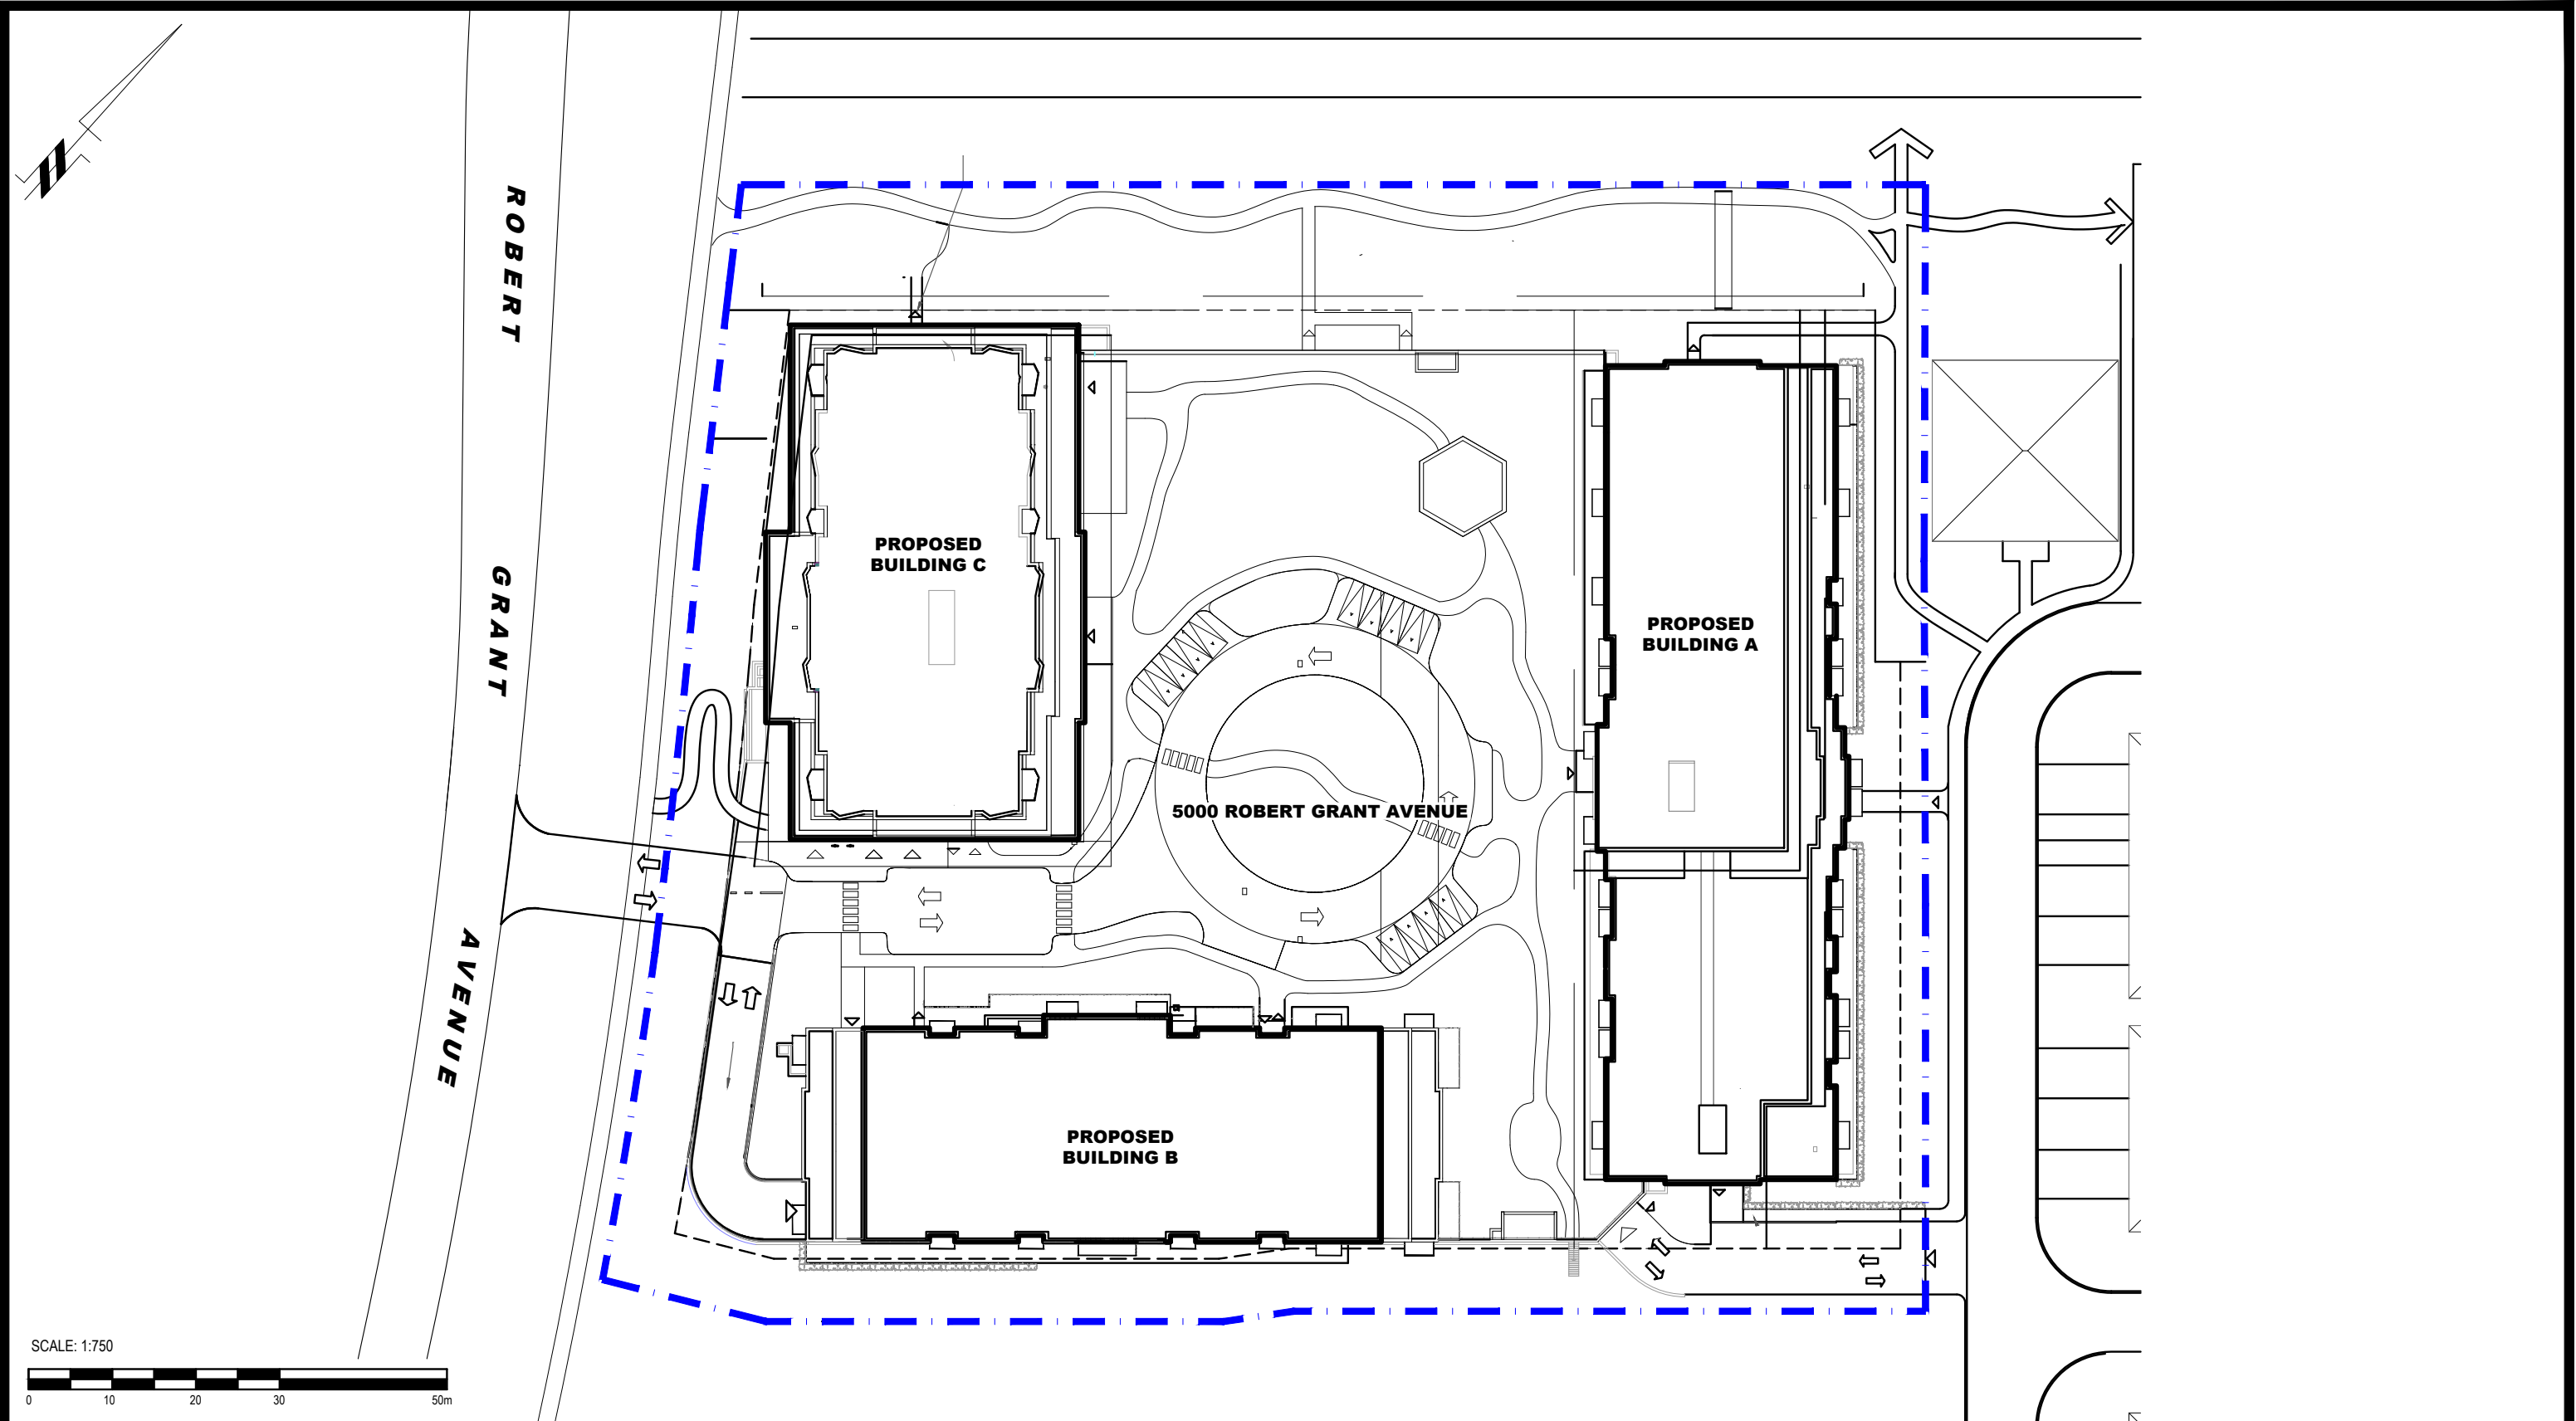 ROBERT
GRANT
AVENUE
PROPOSED
BUILDING C
PROPOSED
BUILDING A
5000 ROBERT GRANT AVENUE
PROPOSED
BUILDING B
SCALE: 1:750
0 10 20 30 50m